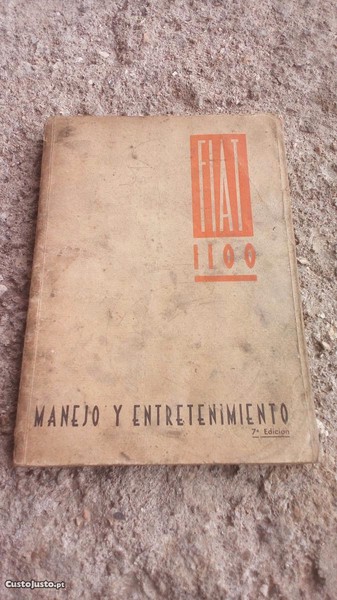 FIAT
1100
MANEJO Y ENTRETENiMIENTO
7ª Edición
CustoJusto.pt